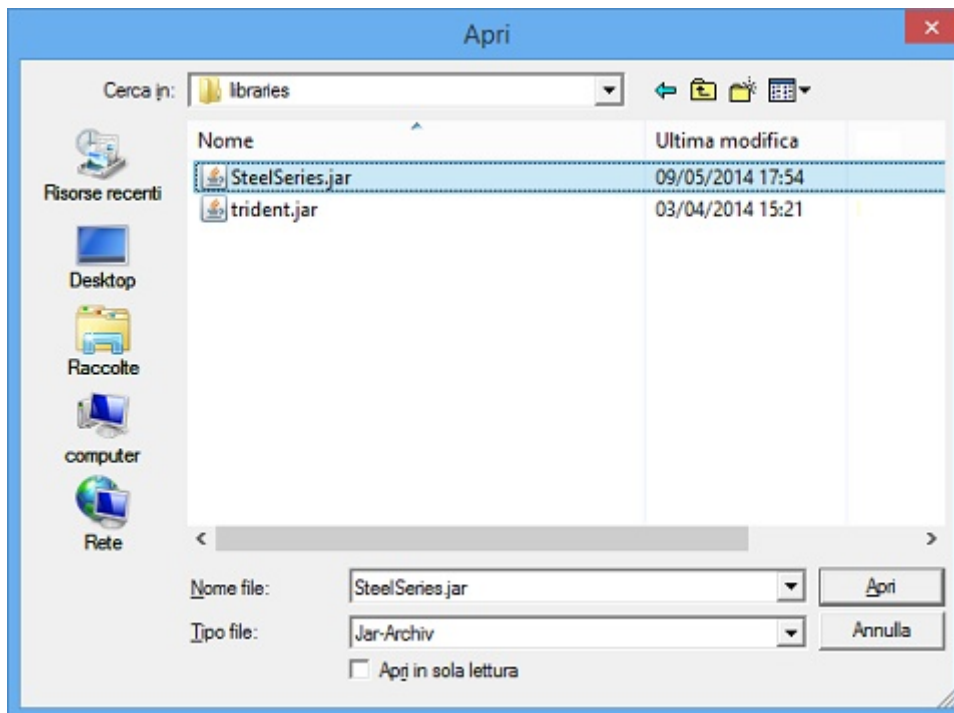 Apri
Cerca in: libraries
Nome Ultima modifica
SteelSeries.jar 09/05/2014 17:54
trident.jar 03/04/2014 15:21
Risorse recenti
Desktop
Raccolte
computer
Rete
Nome file: SteelSeries.jar Apri
Tipo file: Jar-Archiv Annulla
Apri in sola lettura